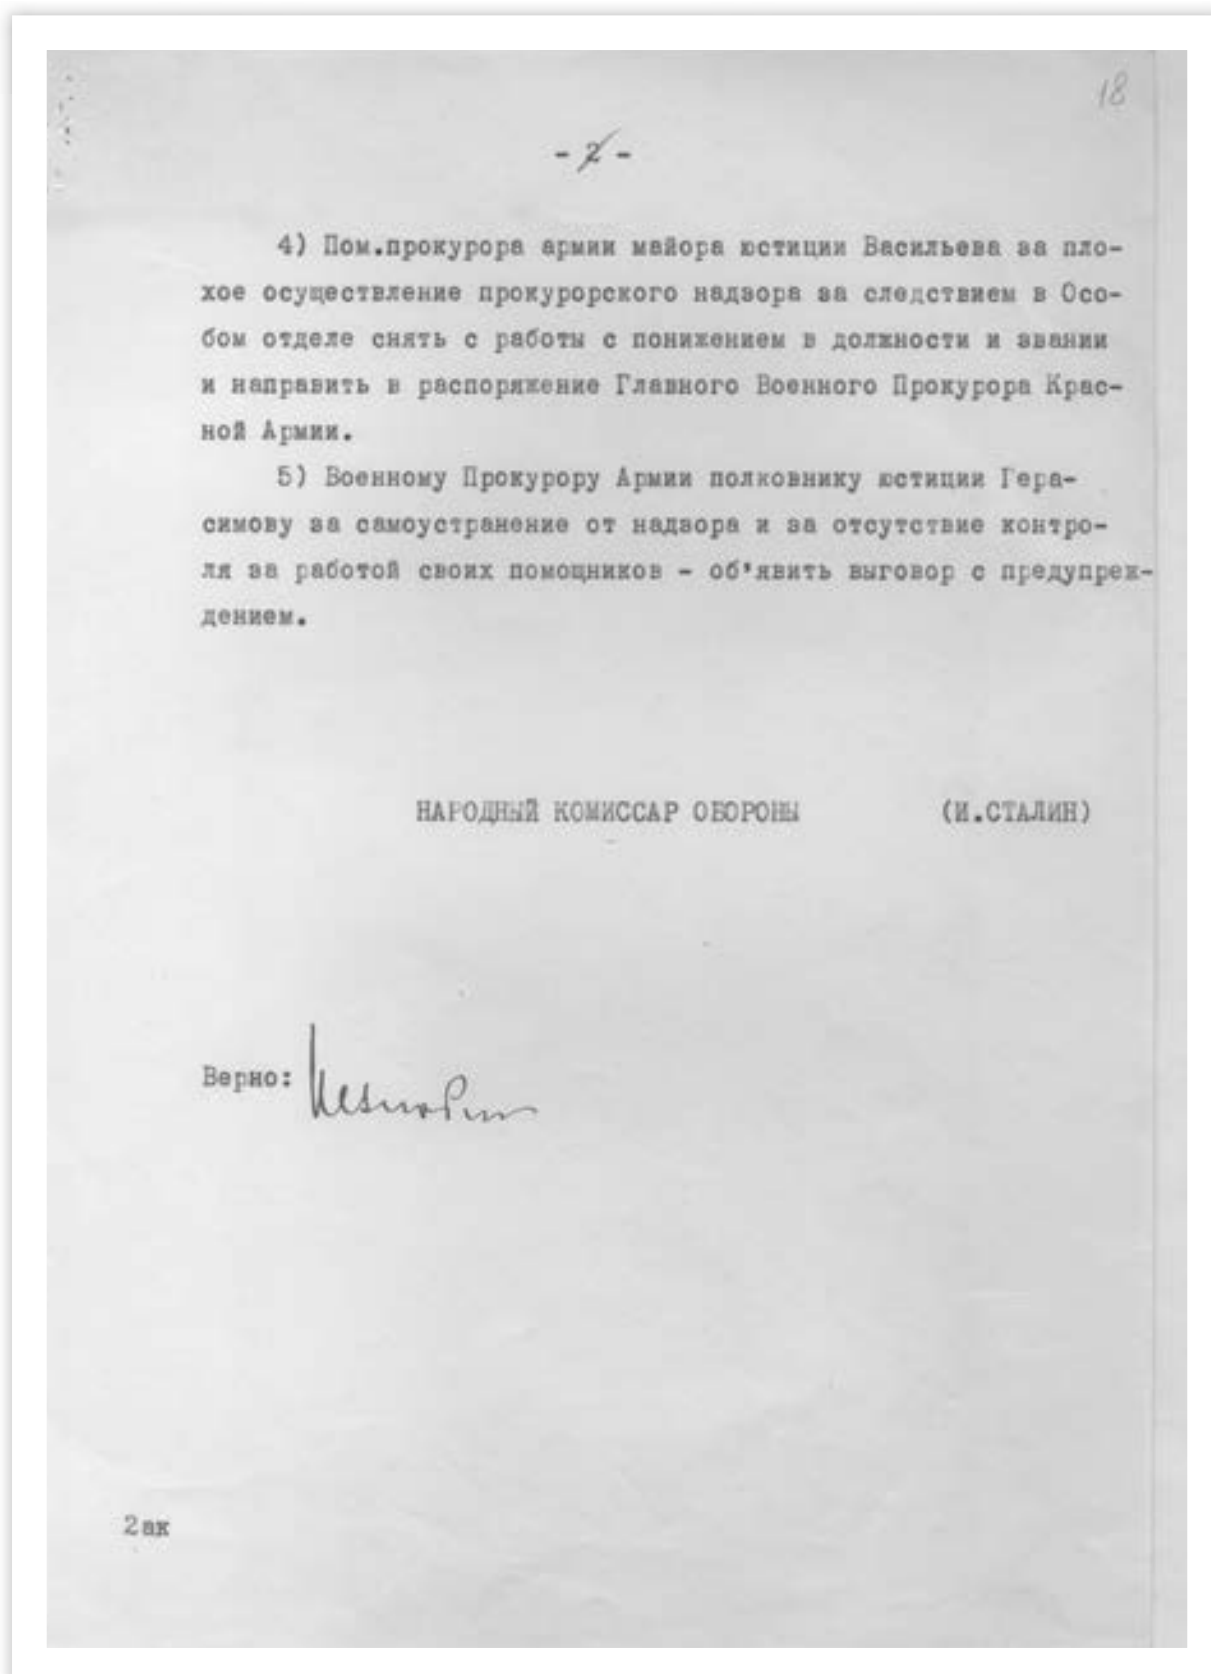 18
- 2 -
4) Пом.прокурора армии майора юстиции Васильева за пло-
хое осуществление прокурорского надзора за следствием в Осо-
бом отделе снять с работы с понижением в должности и звании
и направить в распоряжение Главного Военного Прокурора Крас-
ной Армии.
5) Военному Прокурору Армии полковнику юстиции Гера-
симову за самоустранение от надзора и за отсутствие контро-
ля за работой своих помощников - об'явить выговор с предупреж-
дением.
НАРОДНЫЙ КОМИССАР ОБОРОНЫ (И.СТАЛИН)
Верно:
2ак